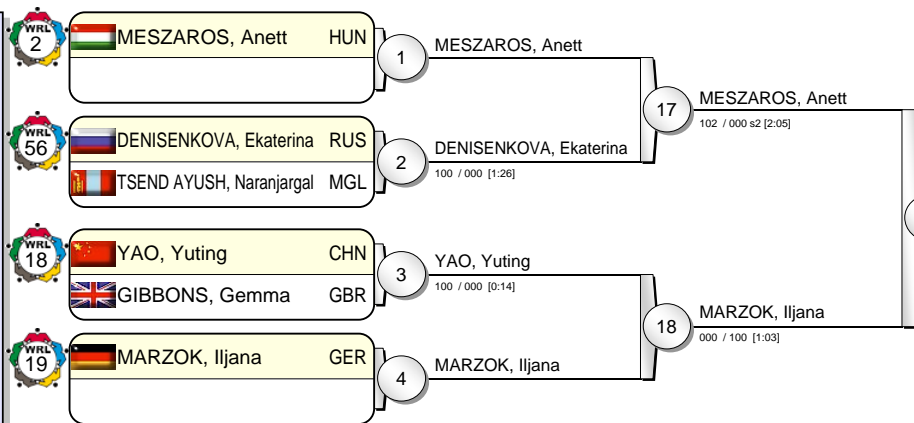 WRL
2
MESZAROS, Anett HUN
1
MESZAROS, Anett
WRL
56
DENISENKOVA, Ekaterina RUS
TSEND AYUSH, Naranjargal MGL
2
DENISENKOVA, Ekaterina
100 / 000 [1:26]
17
MESZAROS, Anett
102 / 000 s2 [2:05]
WRL
18
YAO, Yuting CHN
GIBBONS, Gemma GBR
3
YAO, Yuting
100 / 000 [0:14]
WRL
19
MARZOK, Iljana GER
4
MARZOK, Iljana
18
MARZOK, Iljana
000 / 100 [1:03]